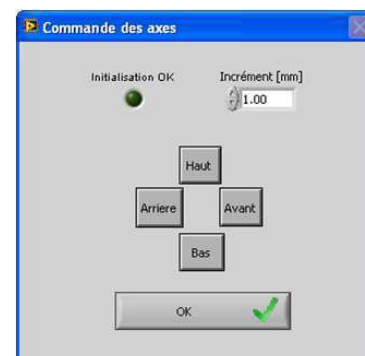 Commande des axes
Initialisation OK
Incrément [mm]
1.00
Haut
Arriere
Avant
Bas
OK